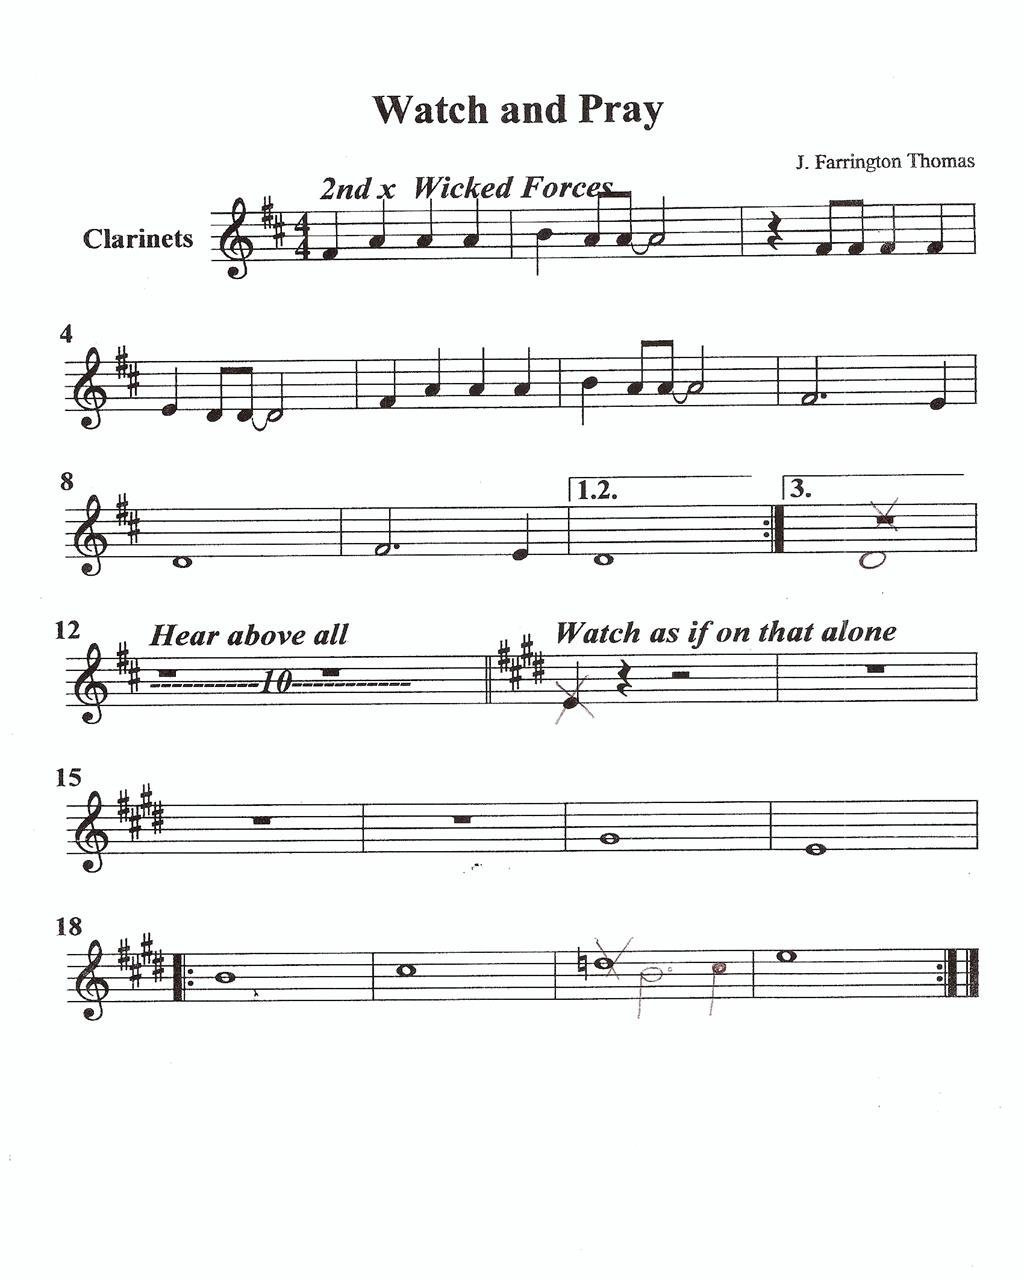 Watch and Pray
J. Farrington Thomas
2nd x Wicked Forces
Clarinets
4
4
4
8
1.2.
3.
12
Hear above all
Watch as if on that alone
----------10-----------
15
18